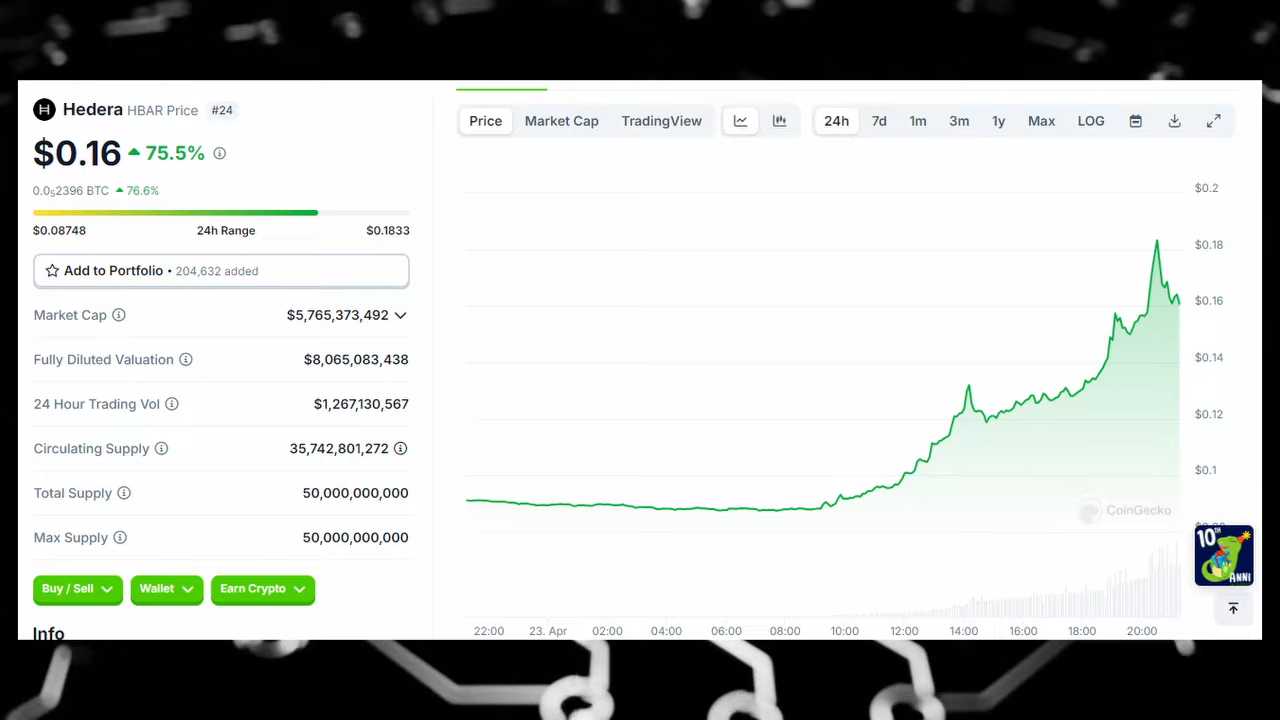 Hedera HBAR Price #24
$0.16 75.5%
0.0₅2396 BTC 76.6%
$0.08748 24h Range $0.1833
Add to Portfolio • 204,632 added
Market Cap $5,765,373,492
Fully Diluted Valuation $8,065,083,438
24 Hour Trading Vol $1,267,130,567
Circulating Supply 35,742,801,272
Total Supply 50,000,000,000
Max Supply 50,000,000,000
Buy / Sell Wallet Earn Crypto
Info
Price Market Cap TradingView 24h 7d 1m 3m 1y Max LOG
$0.2
$0.18
$0.16
$0.14
$0.12
$0.1
CoinGecko
10TH
ANNI
22:00 23. Apr 02:00 04:00 06:00 08:00 10:00 12:00 14:00 16:00 18:00 20:00